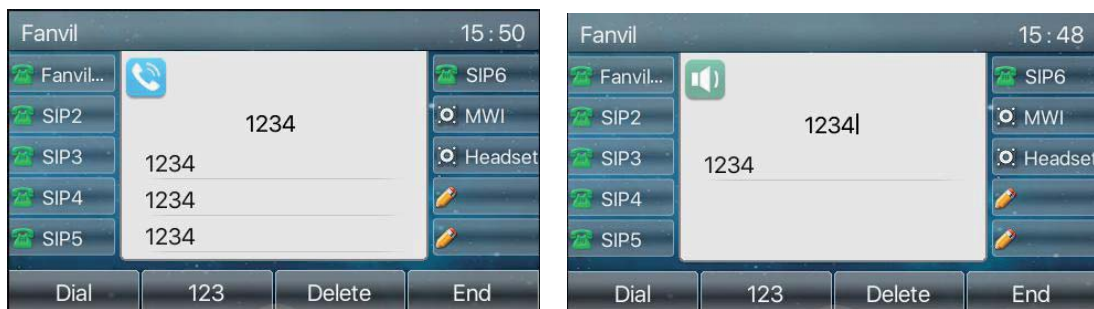 Fanvil 15:50
Fanvil...
SIP2
SIP3
SIP4
SIP5
1234
1234
1234
1234
SIP6
MWI
Headset
Dial 123 Delete End
Fanvil 15:48
Fanvil...
SIP2
SIP3
SIP4
SIP5
1234
1234
SIP6
MWI
Headset
Dial 123 Delete End